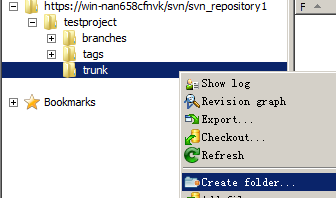 https://win-nan658cfnvk/svn/svn_repository1
F
testproject
branches
tags
trunk
Bookmarks
Show log
Revision graph
Export...
Checkout...
Refresh
Create folder...